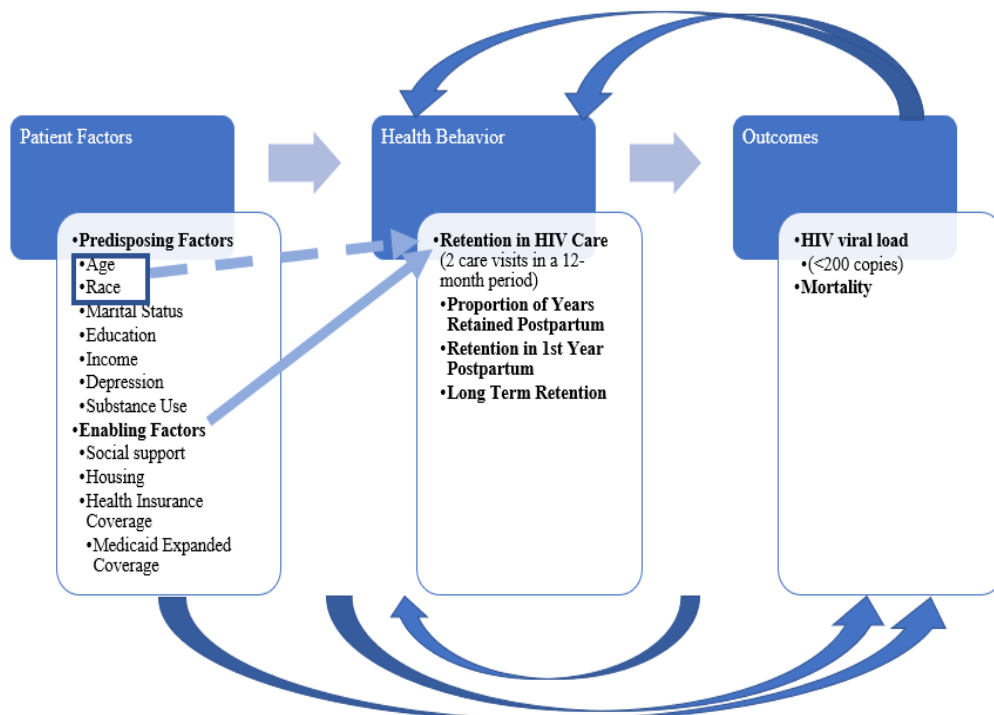 Patient Factors
•Predisposing Factors
•Age
•Race
•Marital Status
•Education
•Income
•Depression
•Substance Use
•Enabling Factors
•Social support
•Housing
•Health Insurance
Coverage
•Medicaid Expanded
Coverage
Health Behavior
•Retention in HIV Care
(2 care visits in a 12-
month period)
•Proportion of Years
Retained Postpartum
•Retention in 1st Year
Postpartum
•Long Term Retention
Outcomes
•HIV viral load
•(<200 copies)
•Mortality